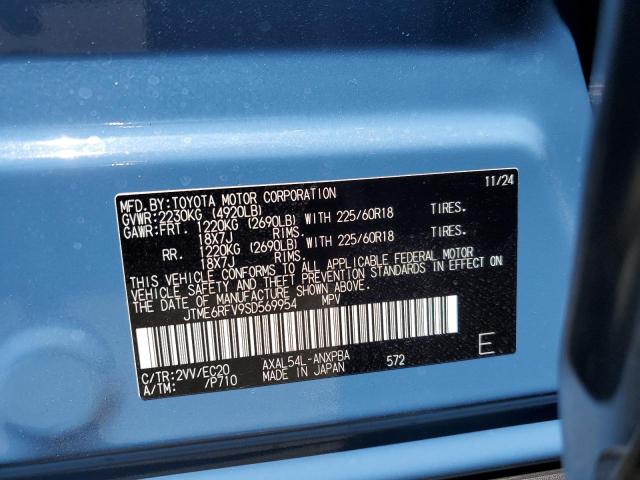 MFD. BY:TOYOTA MOTOR CORPORATION 11/24
GVWR:2230KG (4920LB)
GAWR:FRT. 1220KG (2690LB) WITH 225/60R18 TIRES.
18X7J RIMS.
RR. 1220KG (2690LB) WITH 225/60R18 TIRES.
18X7J RIMS.
THIS VEHICLE CONFORMS TO ALL APPLICABLE FEDERAL MOTOR
VEHICLE SAFETY AND THEFT PREVENTION STANDARDS IN EFFECT ON
THE DATE OF MANUFACTURE SHOWN ABOVE.
JTME6RFV9SD569954 MPV
C/TR:2VV/EC20 AXAL54L-ANXPBA 572 E
A/TM: /P710 MADE IN JAPAN